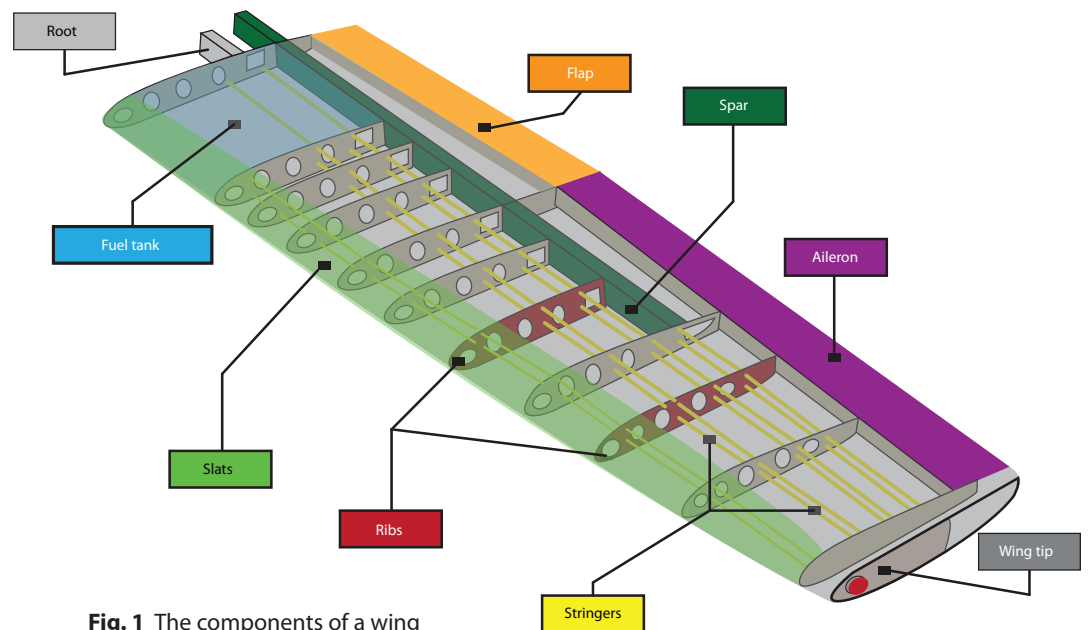 Root
Flap
Spar
Fuel tank
Aileron
Slats
Ribs
Wing tip
Stringers
Fig. 1 The components of a wing